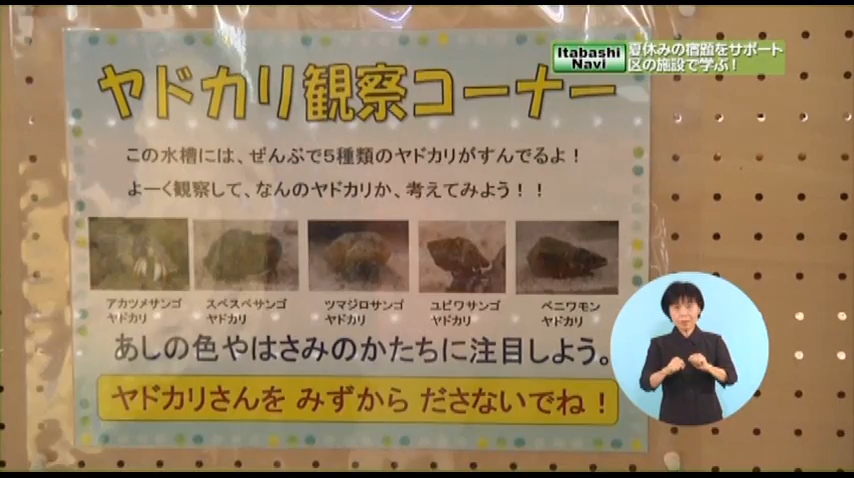 Itabashi
Navi
夏休みの宿題をサポート
区の施設で学ぶ！
ヤドカリ観察コーナー
この水槽には、ぜんぶで5種類のヤドカリがすんでるよ！
よーく観察して、なんのヤドカリか、考えてみよう！！
アカツメサンゴ
ヤドカリ
スベスベサンゴ
ヤドカリ
ツマジロサンゴ
ヤドカリ
ユビワサンゴ
ヤドカリ
ベニワモン
ヤドカリ
あしの色やはさみのかたちに注目しよう。
ヤドカリさんを みずから ださないでね！